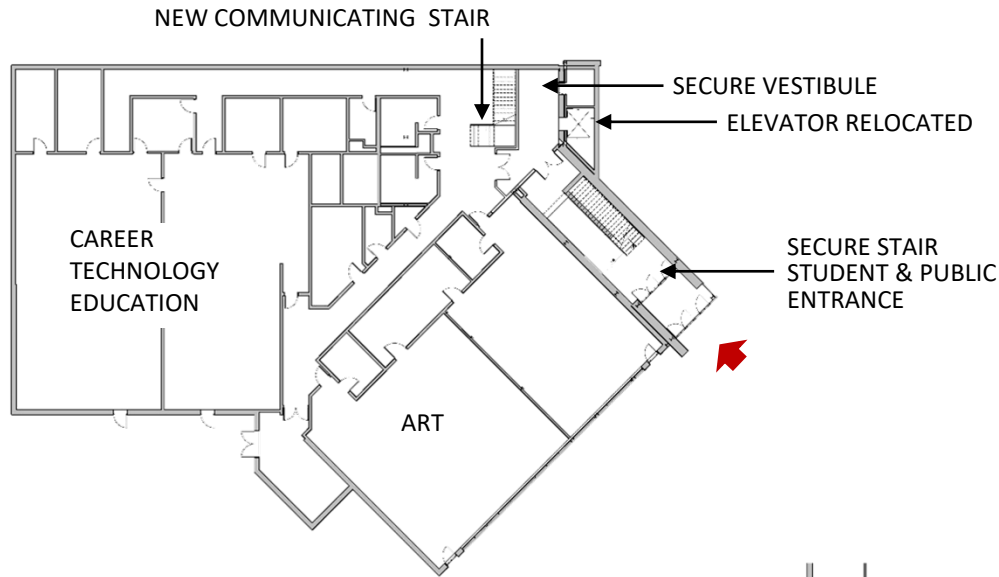 NEW COMMUNICATING STAIR
SECURE VESTIBULE
ELEVATOR RELOCATED
CAREER
TECHNOLOGY
EDUCATION
SECURE STAIR
STUDENT & PUBLIC
ENTRANCE
ART